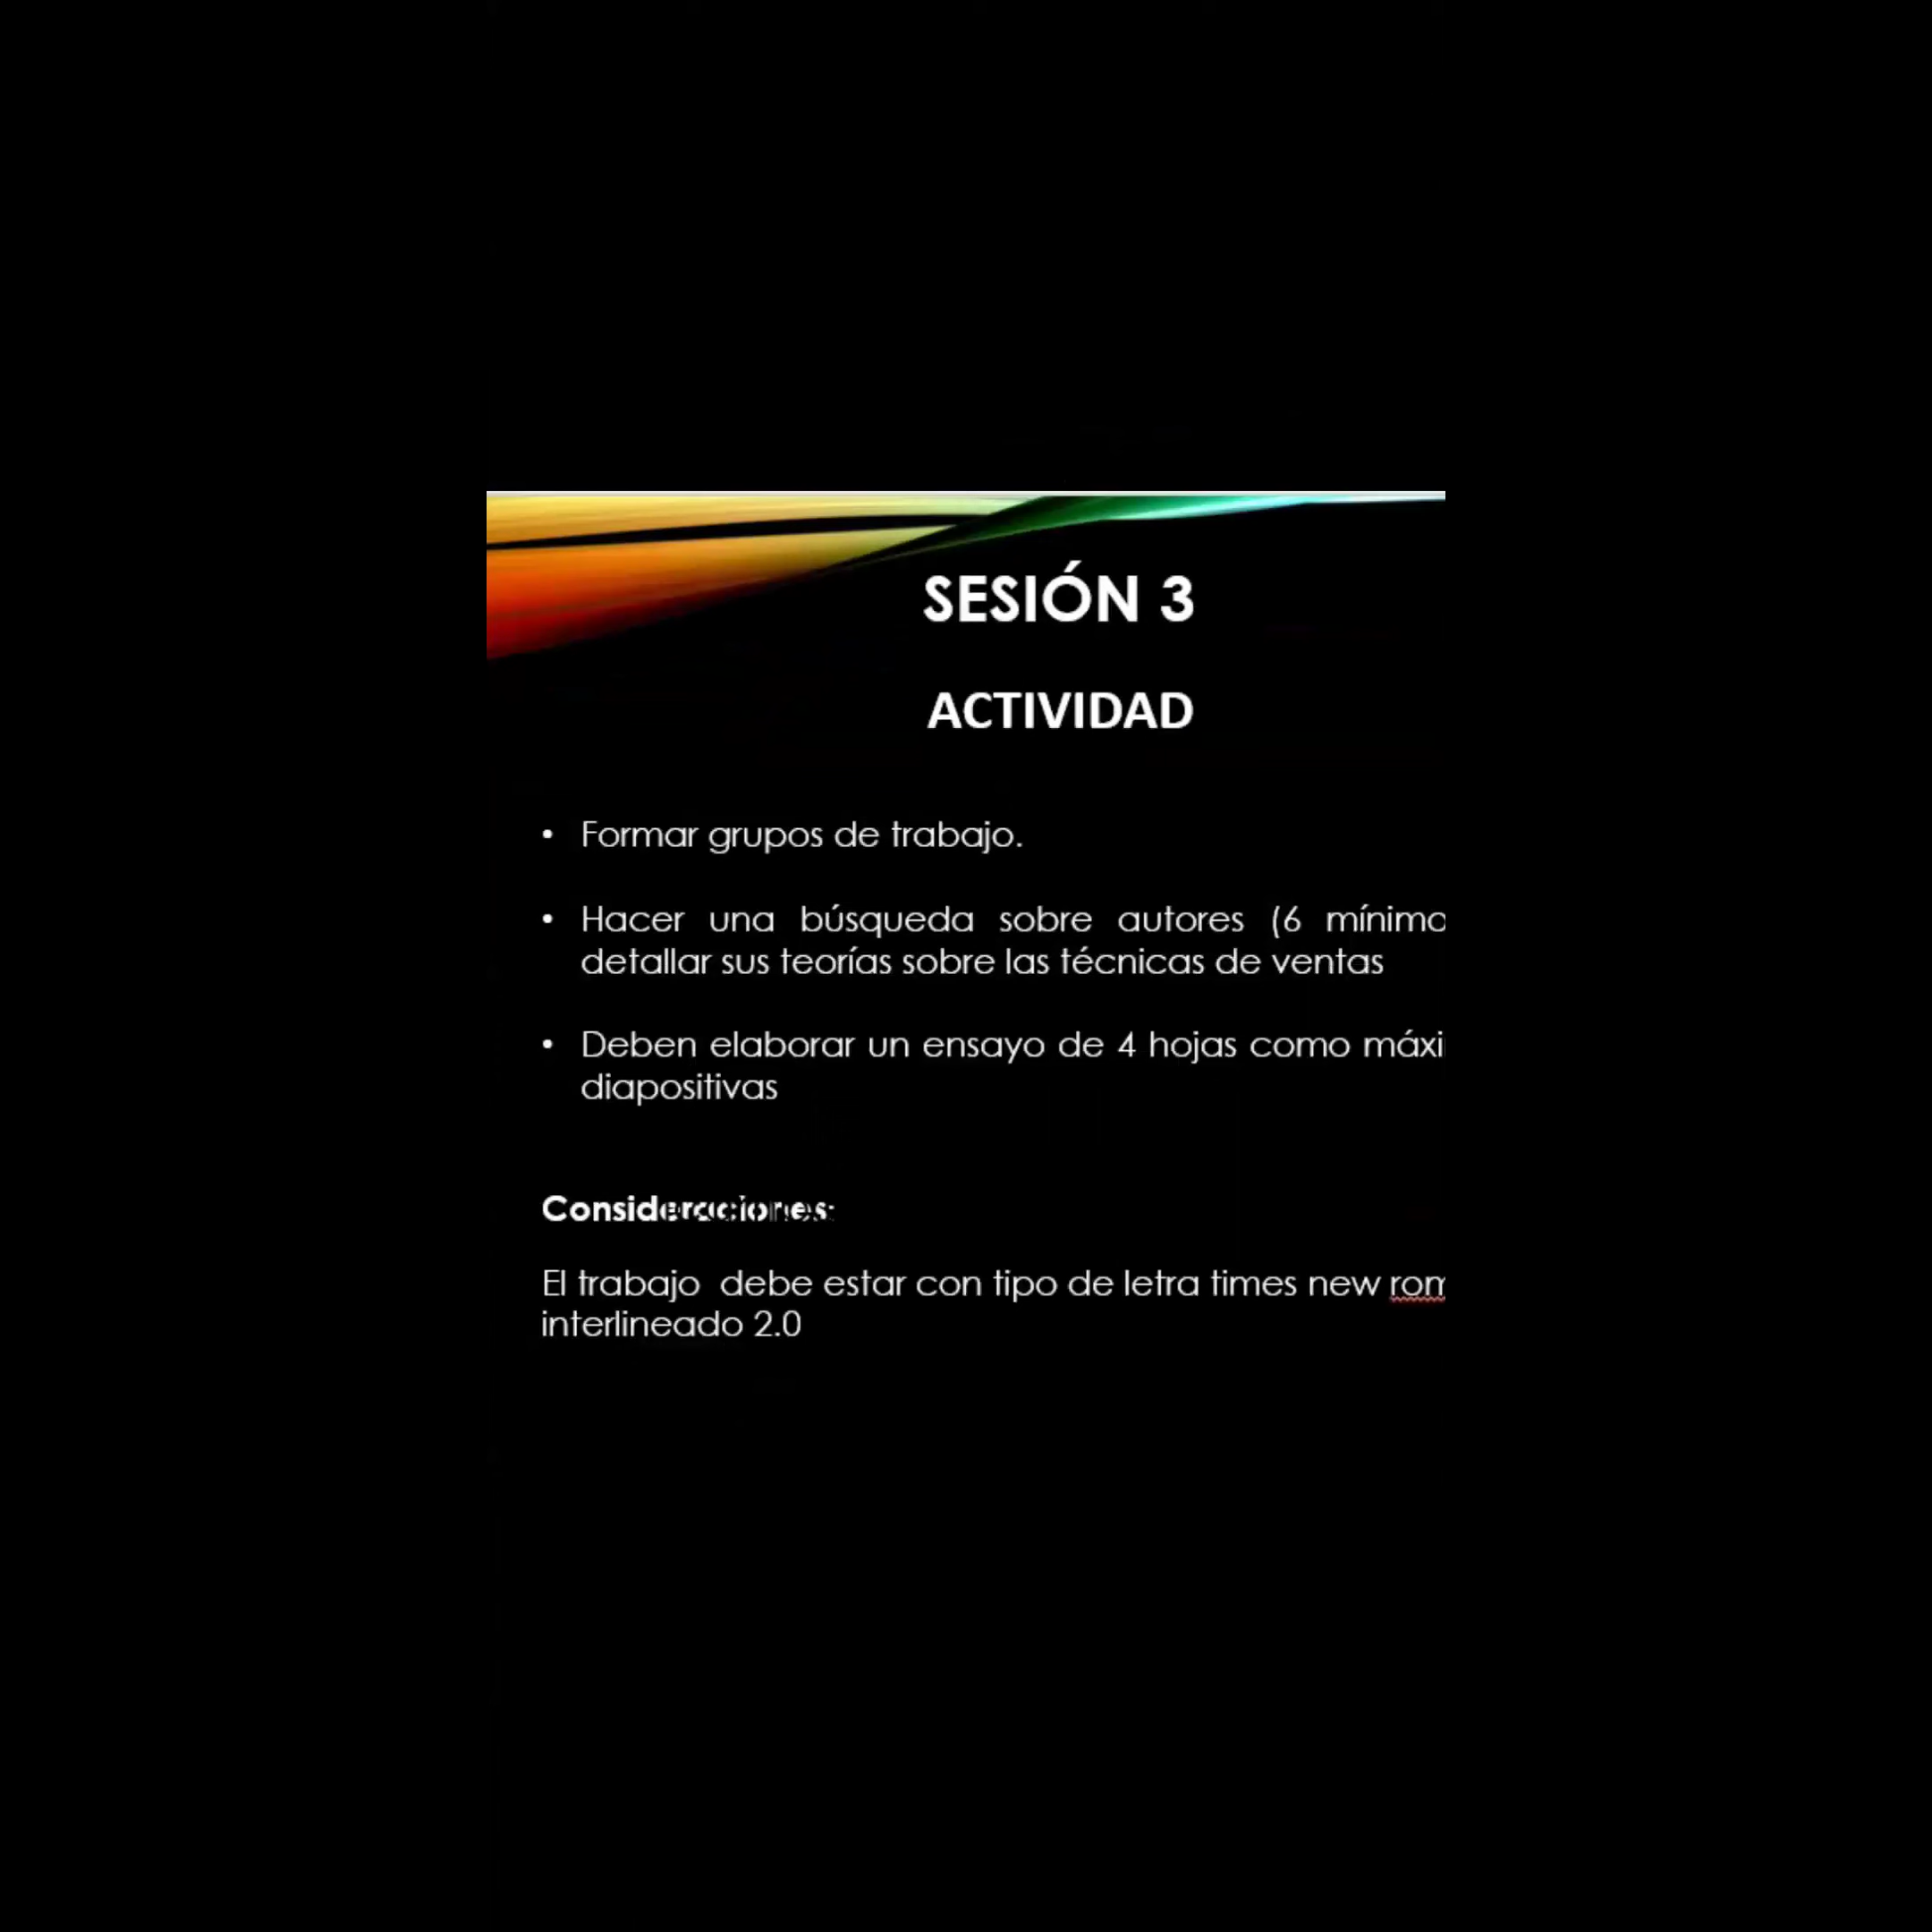 SESIÓN 3
ACTIVIDAD
• Formar grupos de trabajo.
• Hacer una búsqueda sobre autores (6 mínimo
detallar sus teorías sobre las técnicas de ventas
• Deben elaborar un ensayo de 4 hojas como
diapositivas
Consideraciones:
El trabajo debe estar con tipo de letra times new
interlineado 2.0